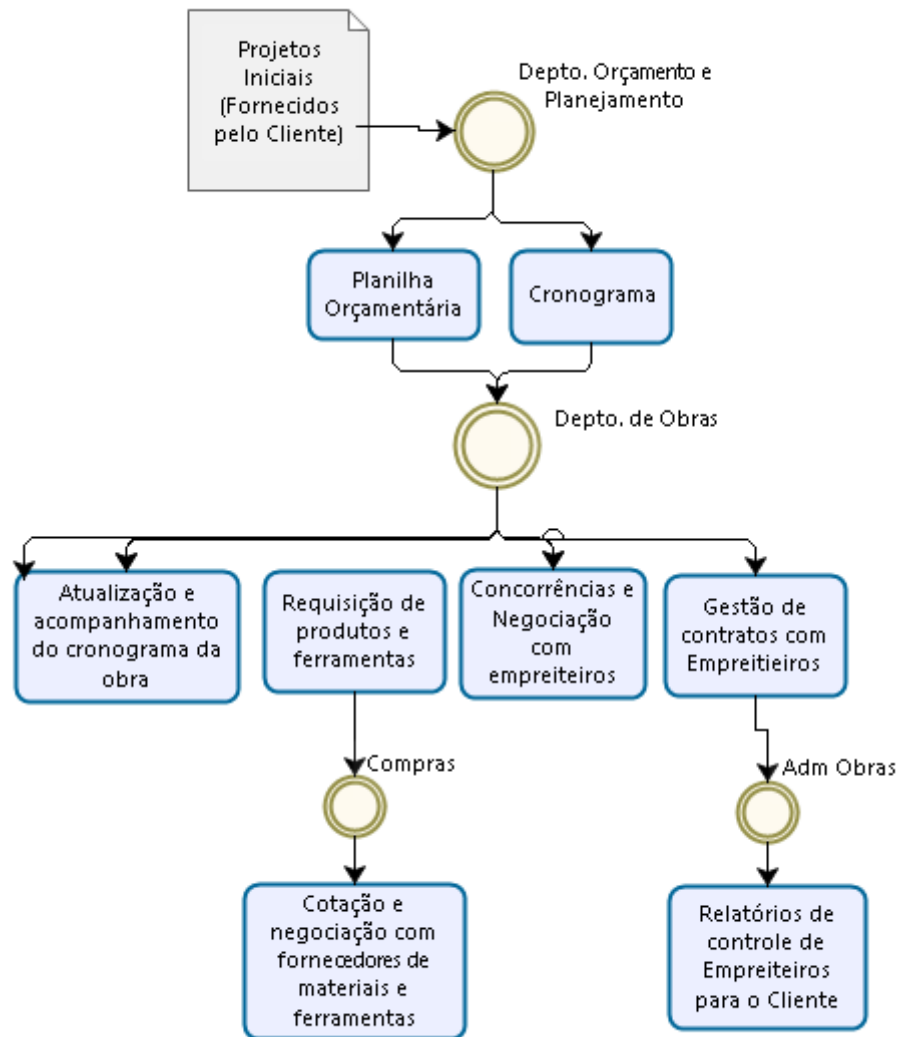 Projetos
Iniciais
(Fornecidos
pelo Cliente)
Depto. Orçamento e
Planejamento
Planilha
Orçamentária
Cronograma
Depto. de Obras
Atualização e
acompanhamento
do cronograma da
obra
Requisição de
produtos e
ferramentas
Concorrências e
Negociação
com
empreiteiros
Gestão de
contratos com
Empreitieiros
Compras
Adm Obras
Cotação e
negociação com
fornecedores de
materiais e
ferramentas
Relatórios de
controle de
Empreiteiros
para o Cliente